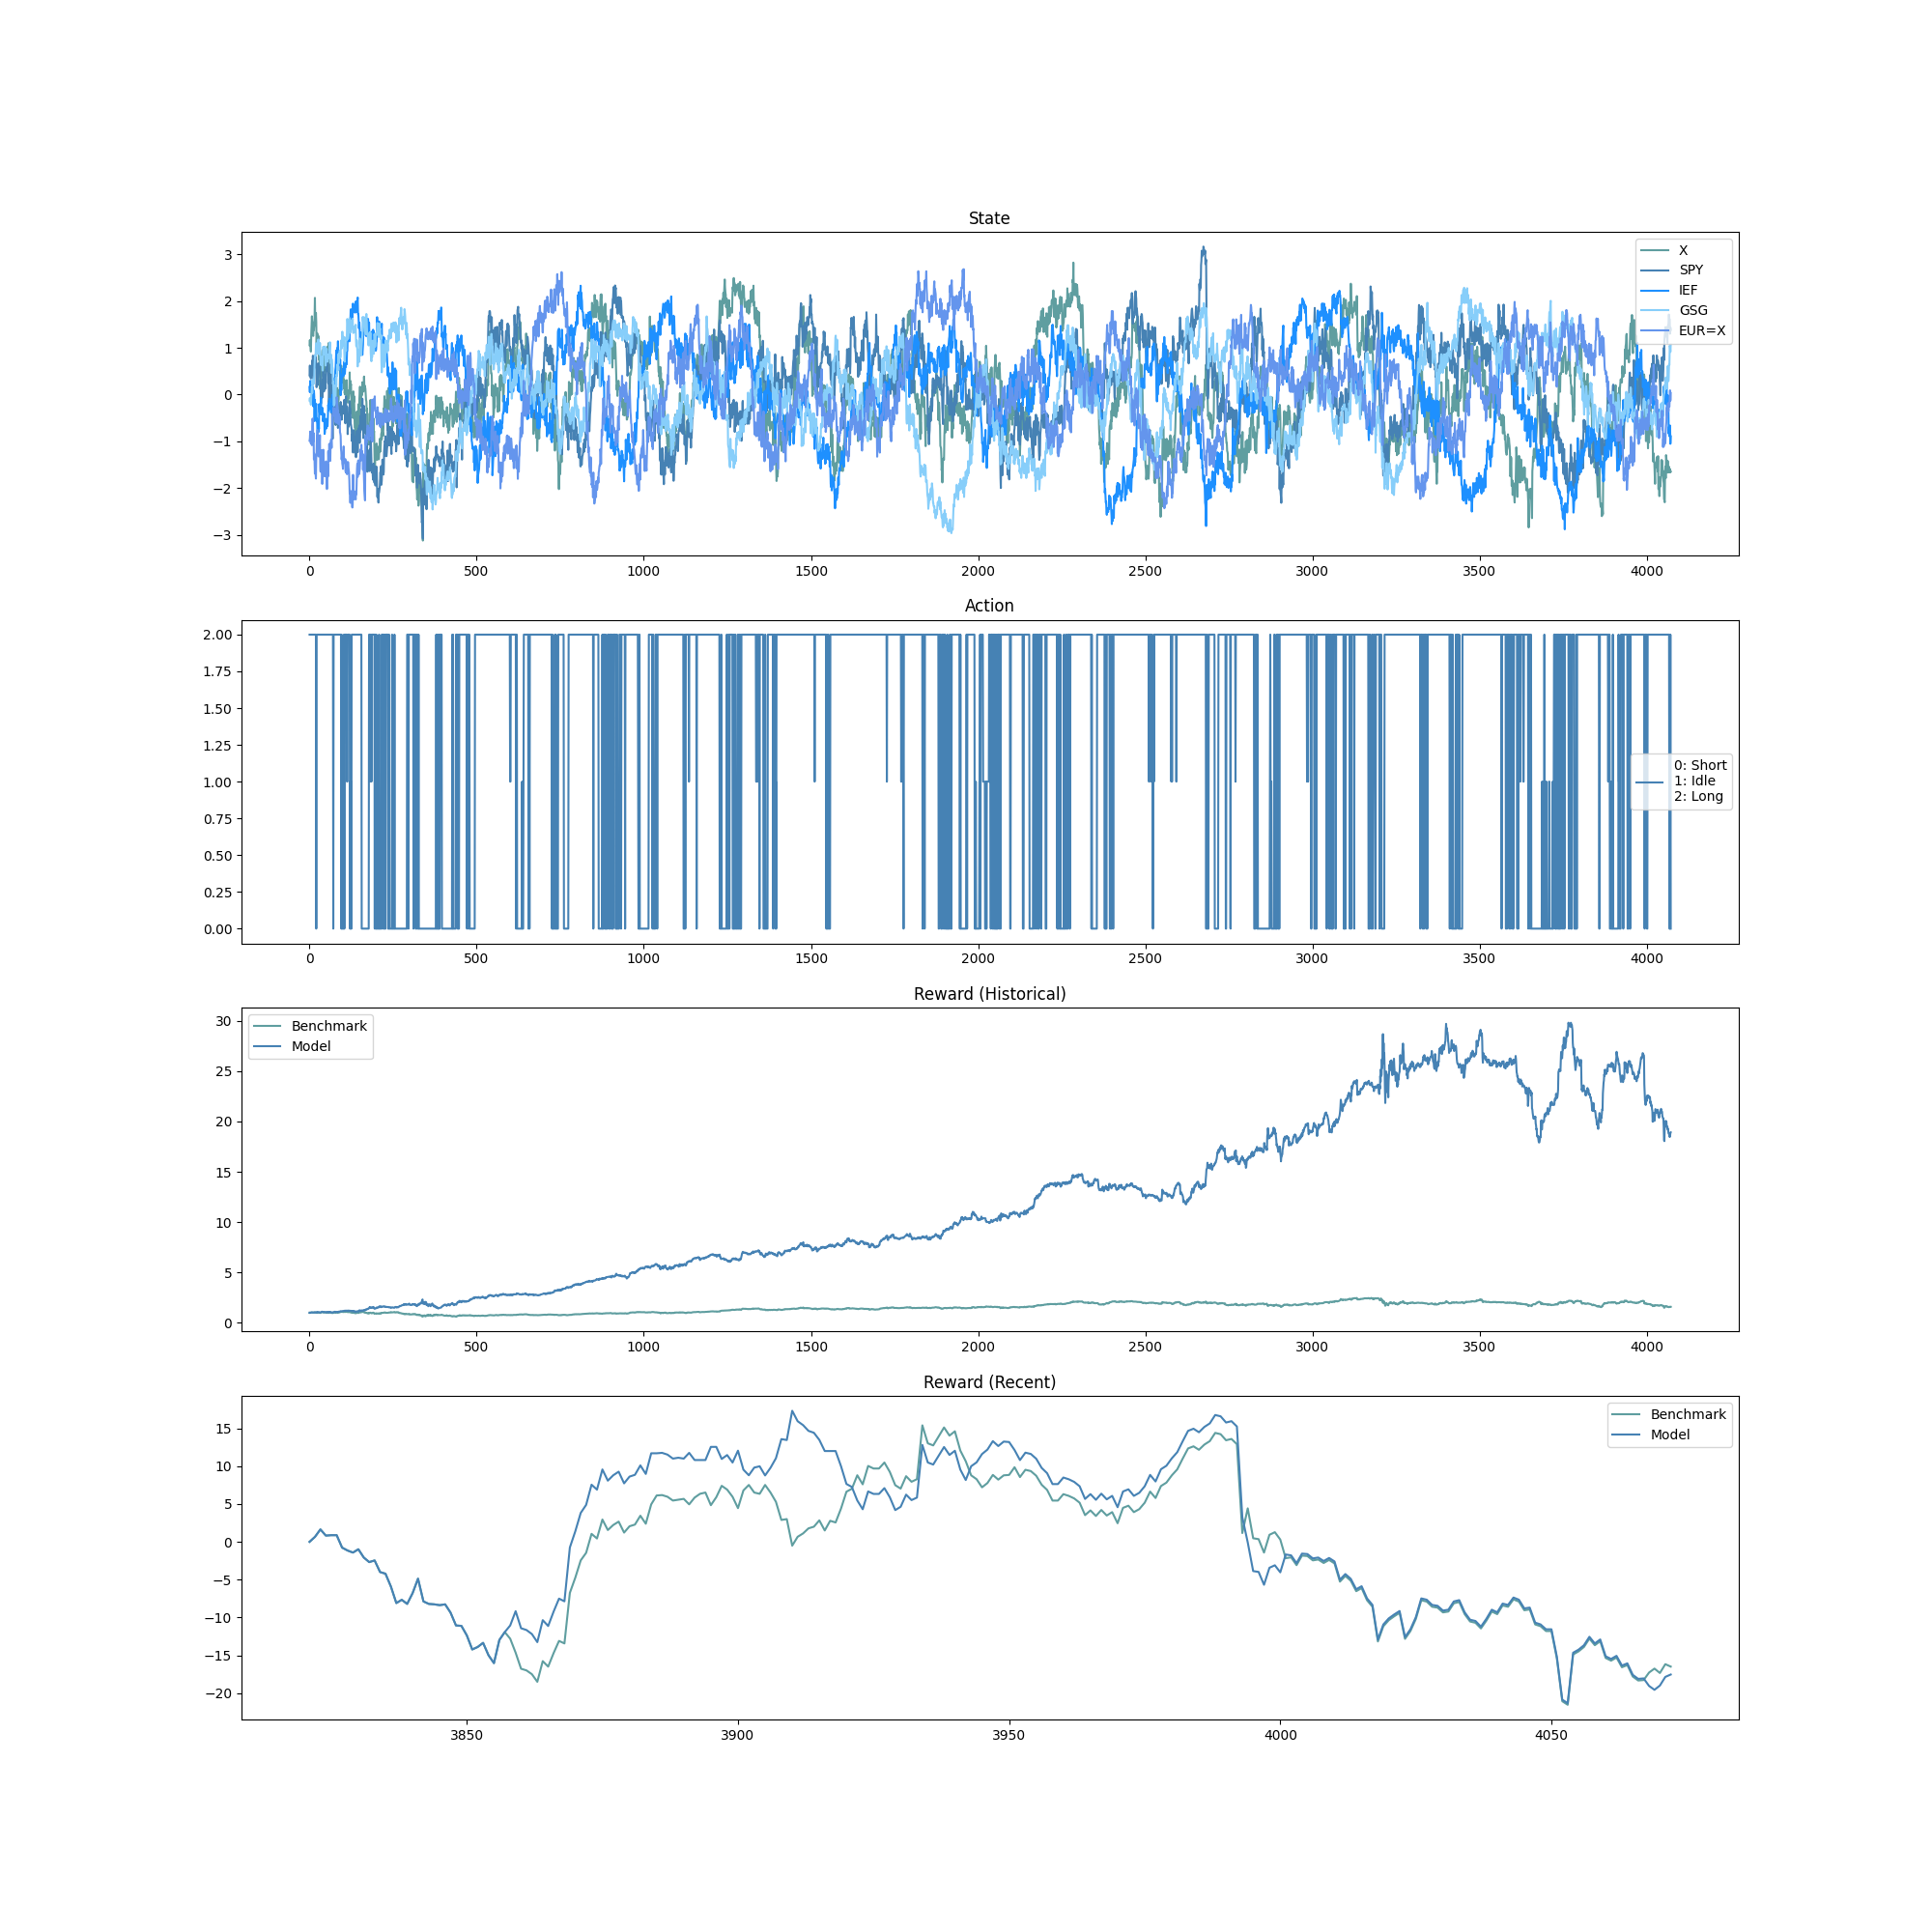 State
3
2
1
0
−1
−2
−3
X
SPY
IEF
GSG
EUR=X
0 500 1000 1500 2000 2500 3000 3500 4000
Action
2.00
1.75
1.50
1.25
1.00
0.75
0.50
0.25
0.00
0: Short
1: Idle
2: Long
0 500 1000 1500 2000 2500 3000 3500 4000
Reward (Historical)
30
25
20
15
10
5
0
Benchmark
Model
0 500 1000 1500 2000 2500 3000 3500 4000
Reward (Recent)
15
10
5
0
−5
−10
−15
−20
Benchmark
Model
3850 3900 3950 4000 4050